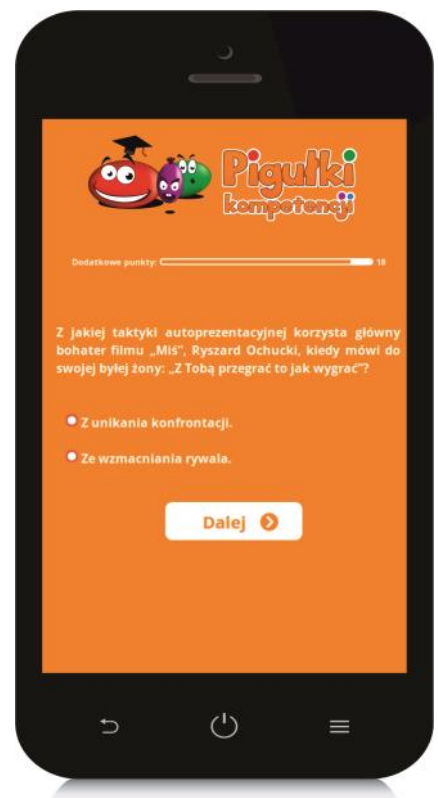 Pigułki
kompetencji
Dodatkowe punkty: 18
Z jakiej taktyki autoprezentacyjnej korzysta główny
bohater filmu „Miś”, Ryszard Ochucki, kiedy mówi do
swojej byłej żony: „Z Tobą przegrać to jak wygrać”?
Z unikania konfrontacji.
Ze wzmacniania rywala.
Dalej